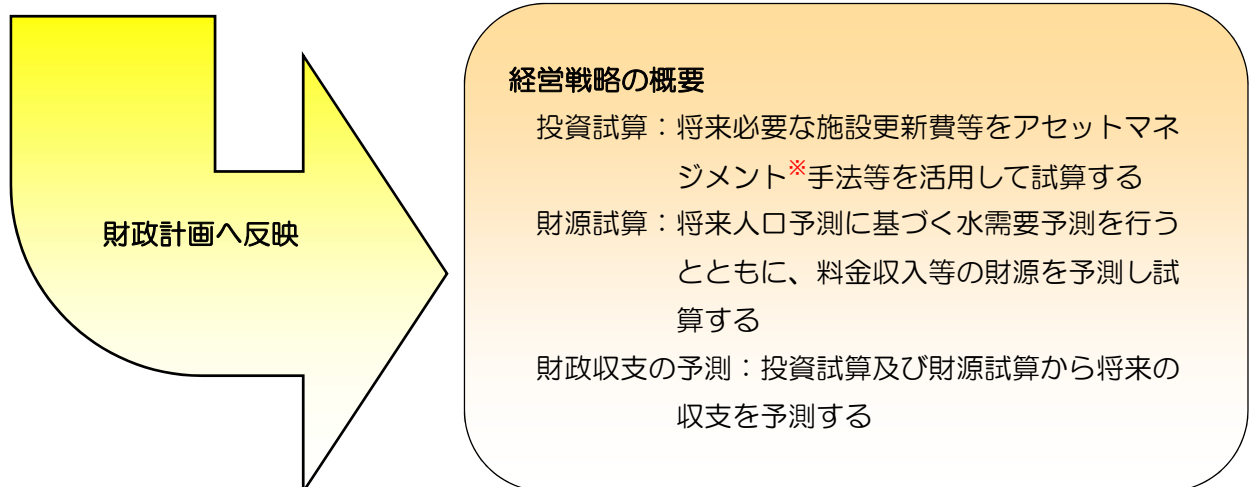 財政計画へ反映
経営戦略の概要
投資試算：将来必要な施設更新費等をアセットマネ
ジメント※手法等を活用して試算する
財源試算：将来人口予測に基づく水需要予測を行う
とともに、料金収入等の財源を予測し試
算する
財政収支の予測：投資試算及び財源試算から将来の
収支を予測する